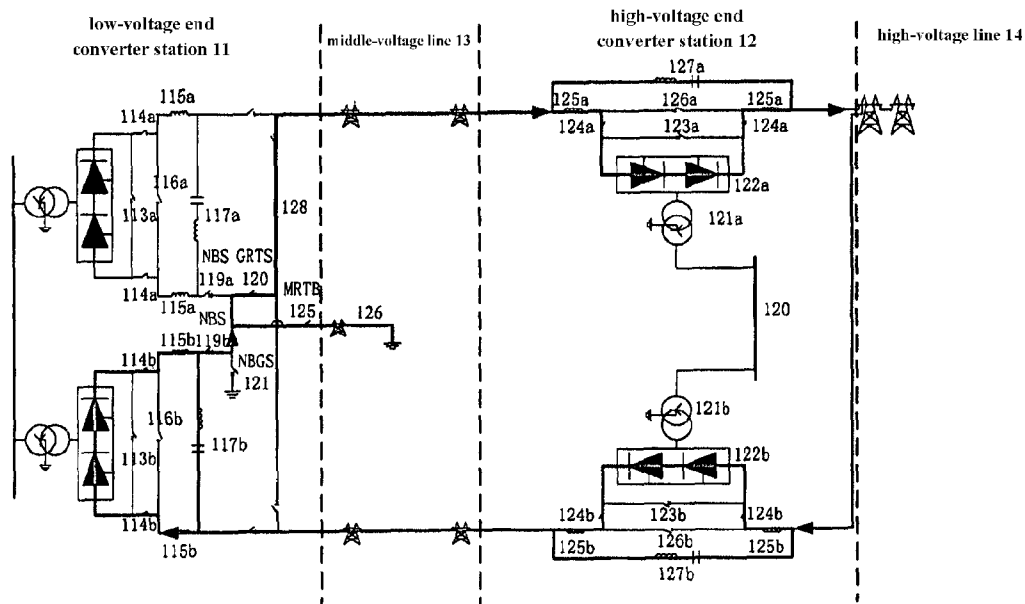 low-voltage end
converter station 11
middle-voltage line 13
high-voltage end
converter station 12
high-voltage line 14
115a
114a
116a
113a
117a
128
NBS GRTS
119a 120
114a
115a
MRTB
125
126
NBS
115b
119b
NBGS
121
114b
116b
113b
117b
114b
115b
127a
125a
126a
125a
124a
123a
124a
122a
121a
120
121b
122b
124b
123b
124b
125b
126b
125b
127b